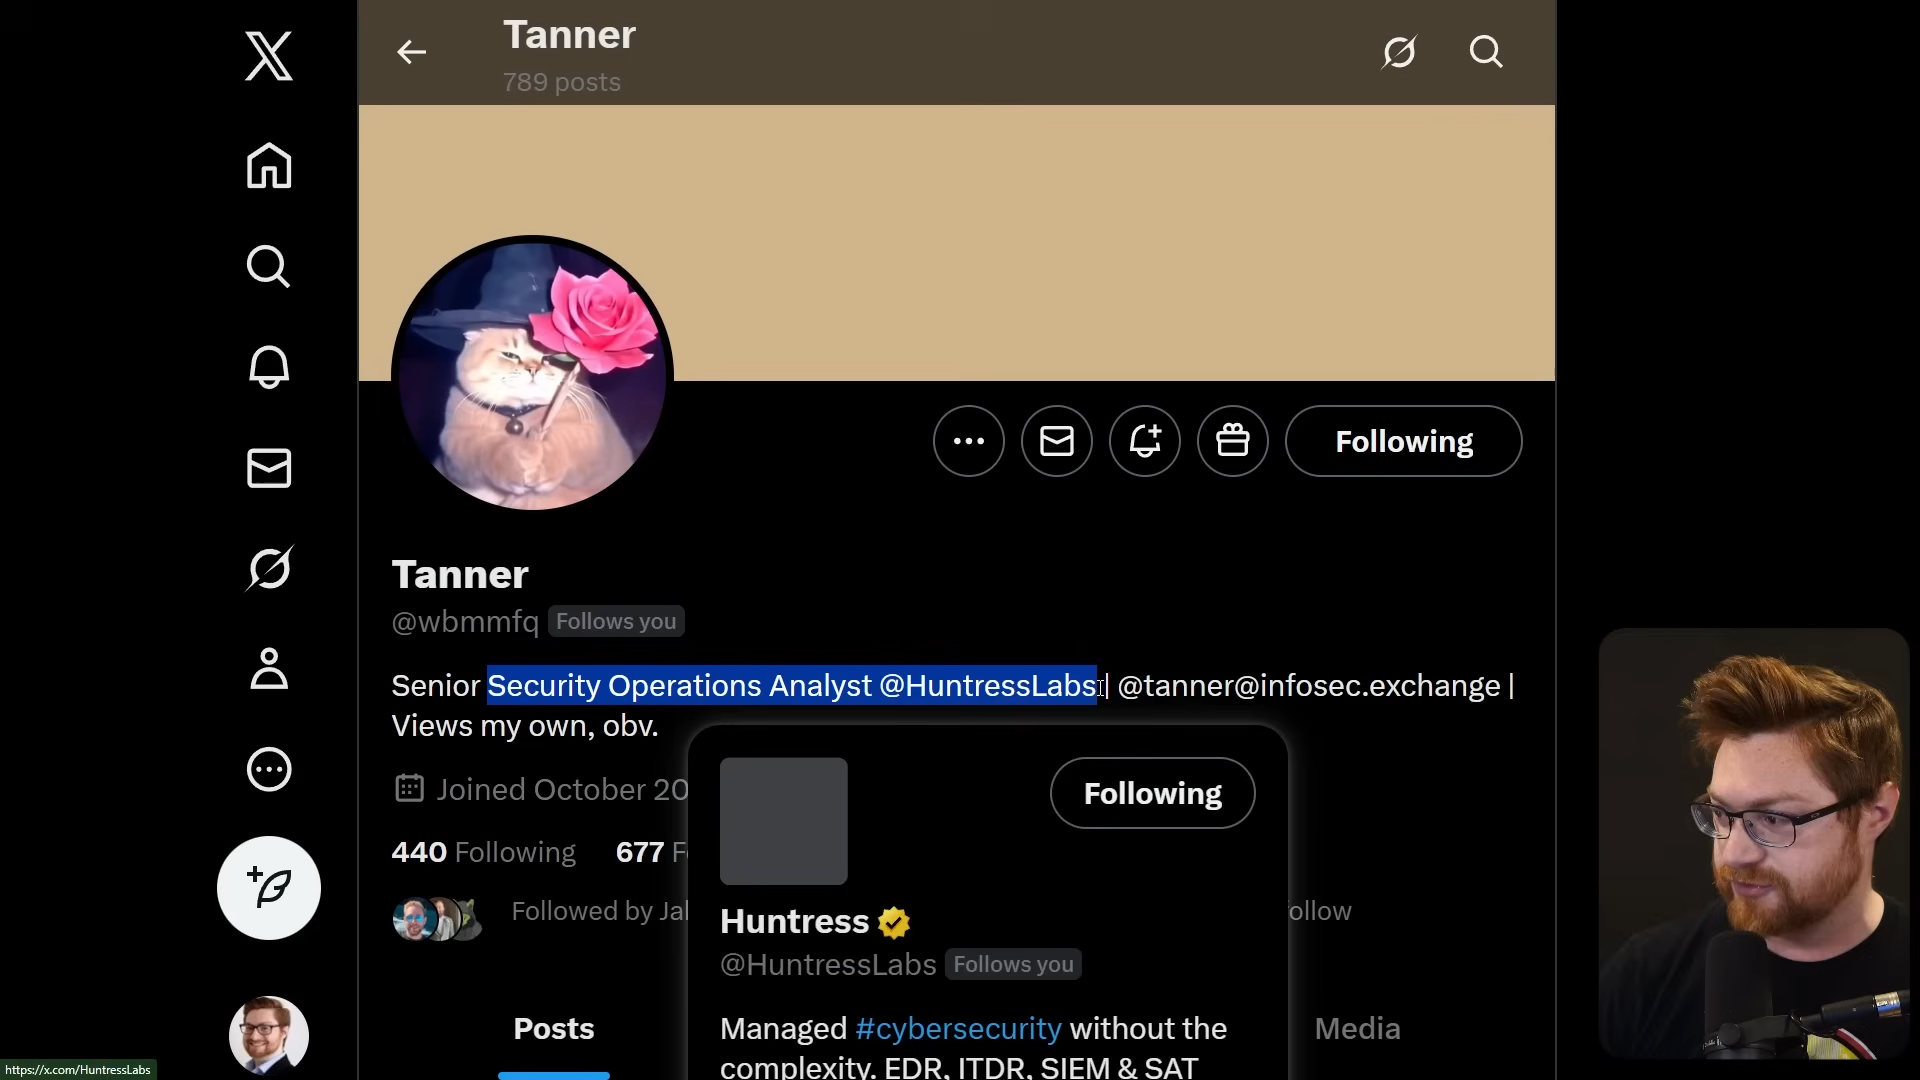 Tanner
789 posts
Following
Tanner
@wbmmfq Follows you
Senior Security Operations Analyst @HuntressLabs | @tanner@infosec.exchange |
Views my own, obv.
Joined October 20
440 Following 677 F
Followed by Jal
ollow
Following
Huntress
@HuntressLabs Follows you
Managed #cybersecurity without the
complexity. EDR, ITDR, SIEM & SAT
Posts
Media
https://x.com/HuntressLabs